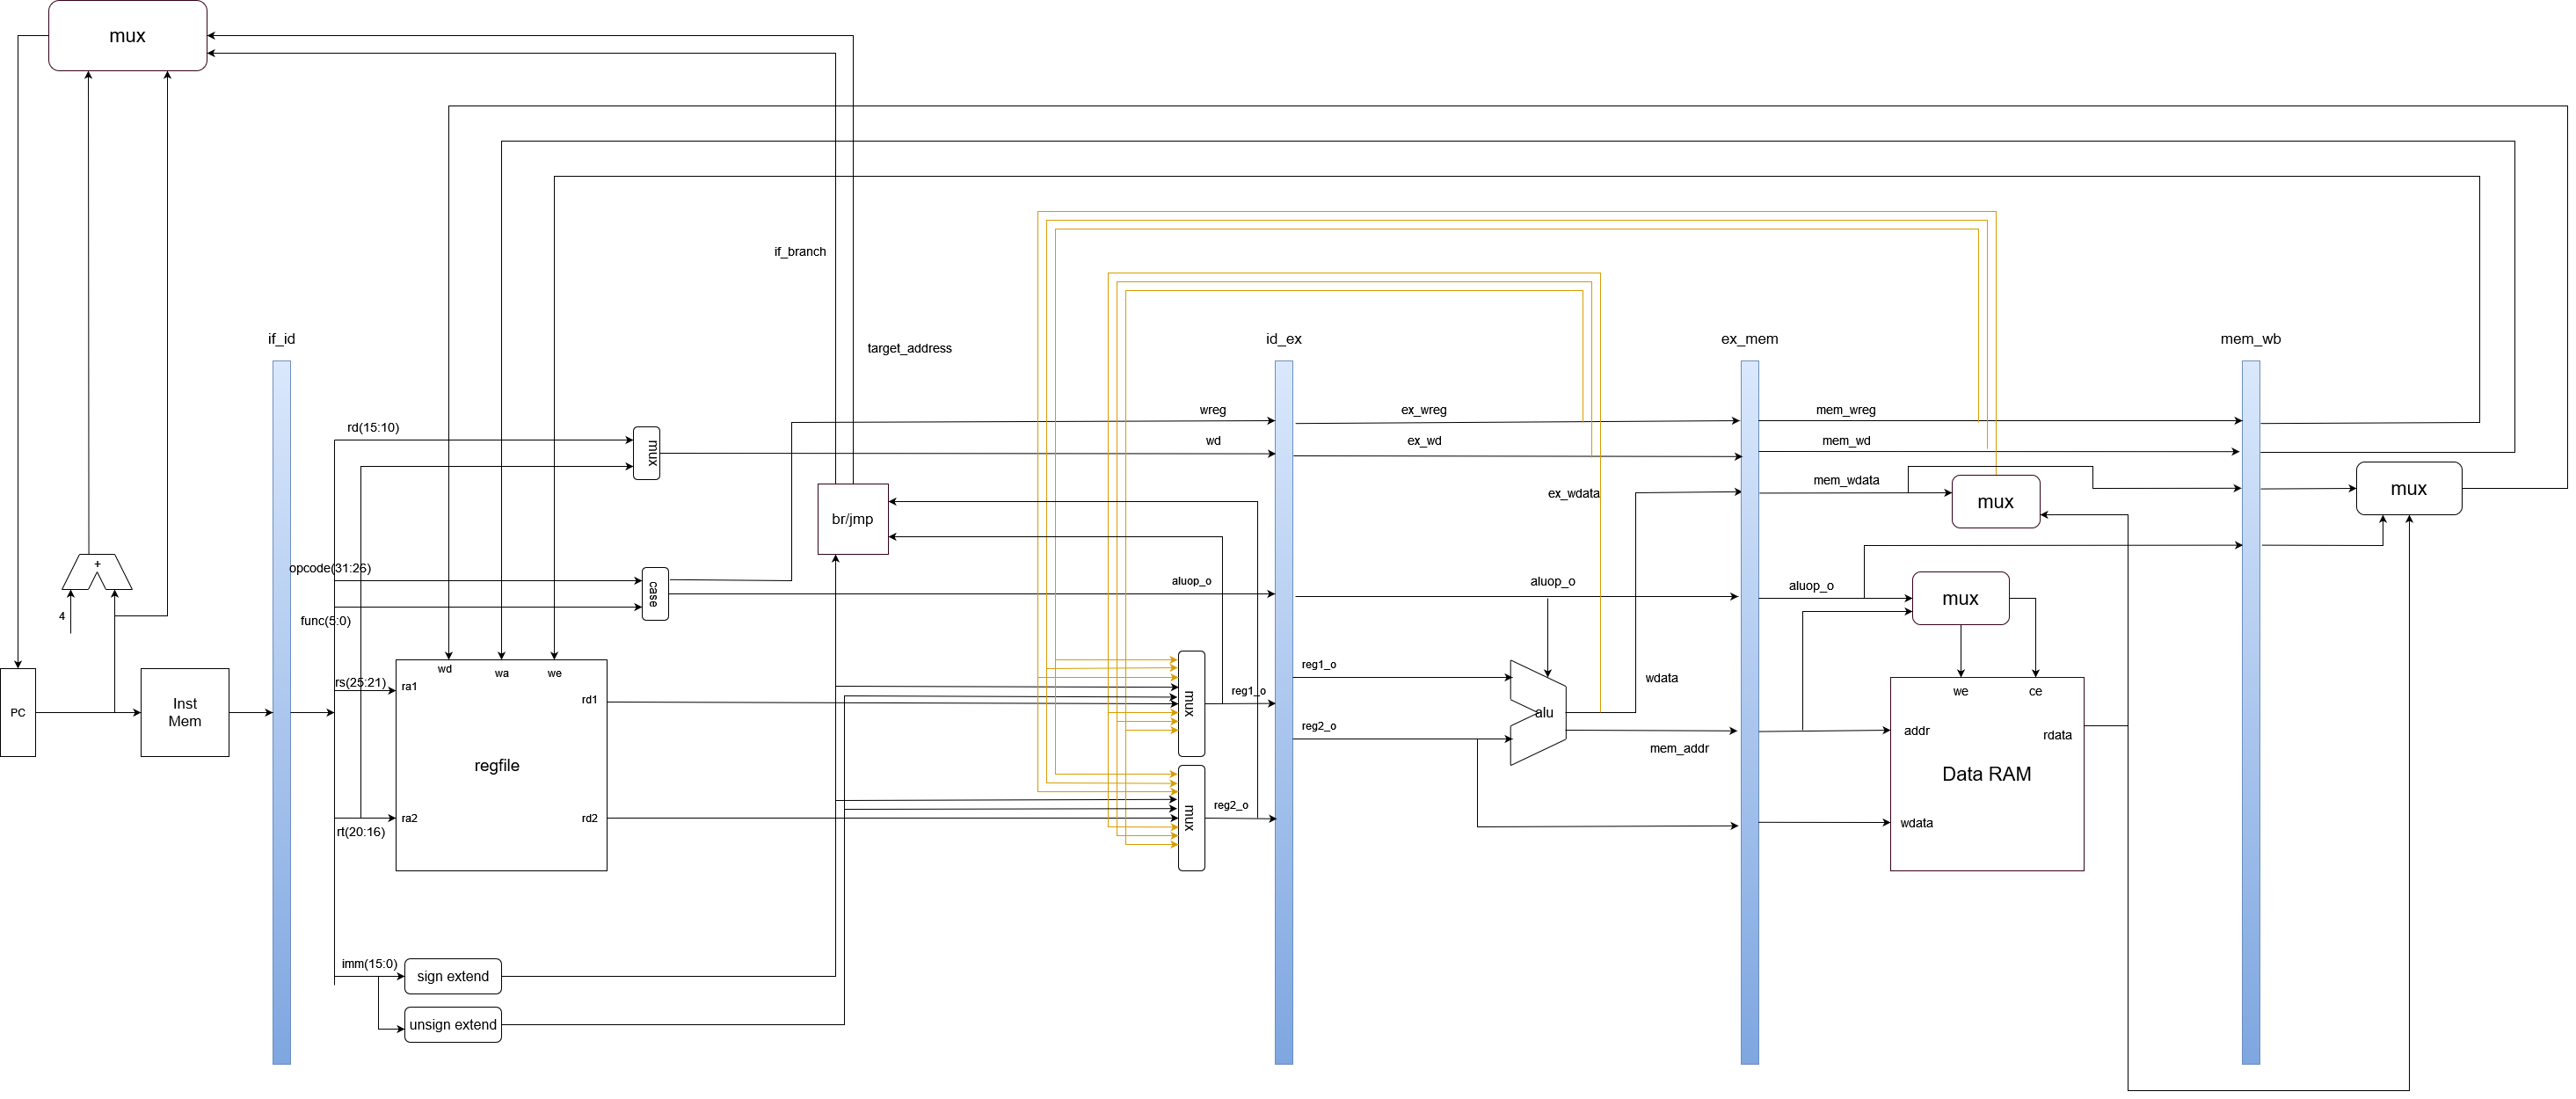 mux
if_branch
if_id
target_address
id_ex
ex_mem
mem_wb
rd(15:10)
mux
wreg
wd
ex_wreg
ex_wd
mem_wreg
mem_wd
mem_wdata
mux
mux
ex_wdata
br/jmp
+
4
opcode(31:26)
func(5:0)
case
aluop_o
aluop_o
aluop_o
mux
PC
Inst
Mem
rs(25:21)
wd
wa
we
ra1
rd1
regfile
ra2
rd2
rt(20:16)
mux
reg1_o
mux
reg2_o
reg1_o
reg2_o
alu
wdata
mem_addr
we
ce
addr
rdata
Data RAM
wdata
imm(15:0)
sign extend
unsign extend